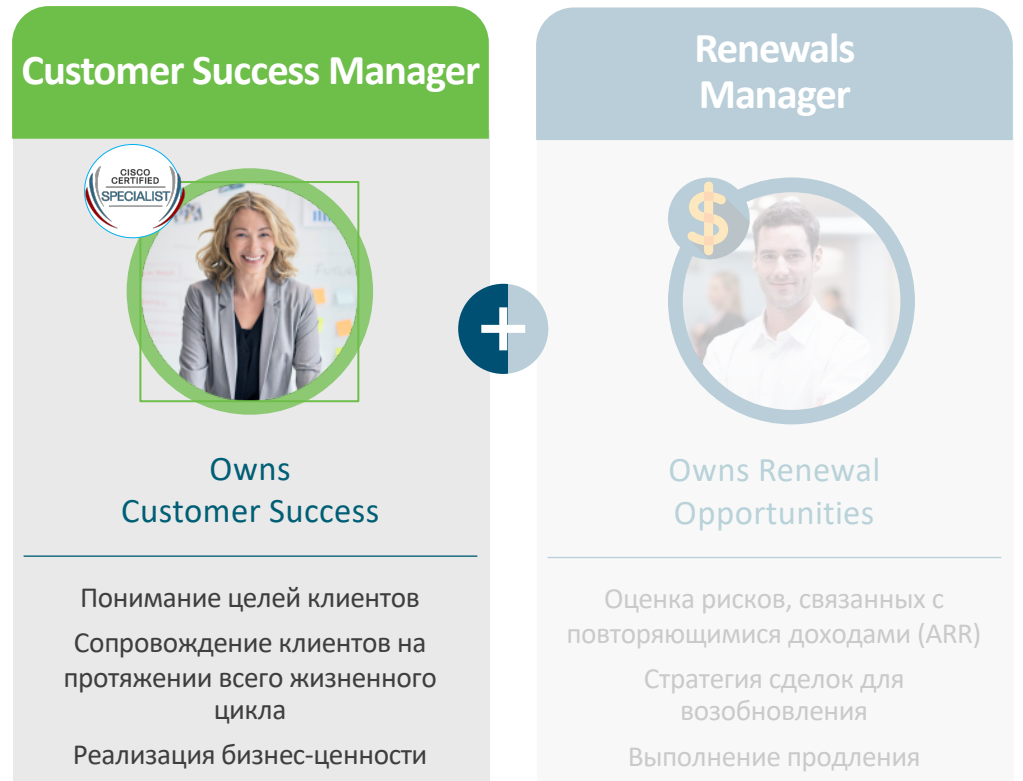 Customer Success Manager
CISCO
CERTIFIED
SPECIALIST
Owns
Customer Success
Понимание целей клиентов
Сопровождение клиентов на
протяжении всего жизненного
цикла
Реализация бизнес-ценности
+
Renewals
Manager
$
Owns Renewal
Opportunities
Оценка рисков, связанных с
повторяющимися доходами (ARR)
Стратегия сделок для
возобновления
Выполнение продления